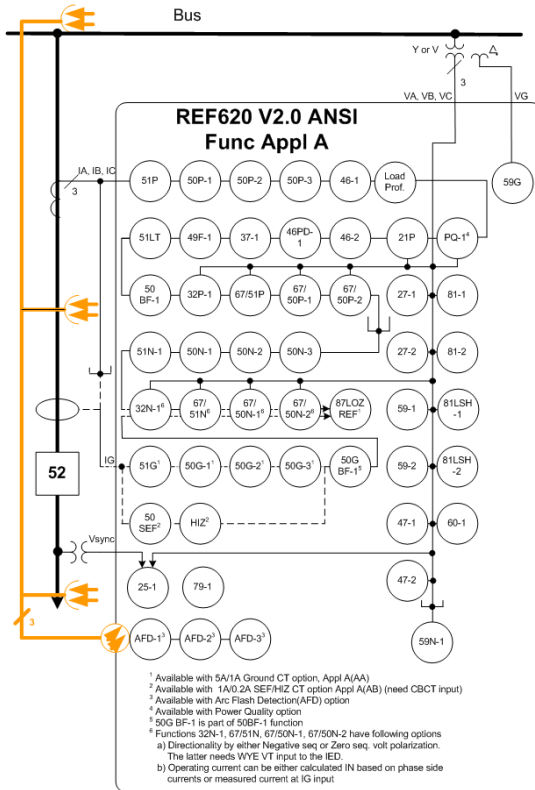 Bus
Y or V
3
VA, VB, VC
VG
REF620 V2.0 ANSI
Func Appl A
IA, IB, IC
3
51P
50P-1
50P-2
50P-3
46-1
Load
Prof.
59G
51LT
49F-1
37-1
46PD-
1
46-2
21P
PQ-1⁴
50
BF-1
32P-1
67/51P
67/
50P-1
67/
50P-2
27-1
81-1
51N-1
50N-1
50N-2
50N-3
27-2
81-2
32N-1⁶
67/
51N⁶
67/
50N-1⁶
67/
50N-2⁶
87LOZ
REF¹
59-1
81LSH
-1
52
IG
51G¹
50G-1¹
50G-2¹
50G-3¹
50G
BF-1⁵
59-2
81LSH
-2
50
SEF²
HIZ²
47-1
60-1
Vsync
25-1
79-1
47-2
3
AFD-1³
AFD-2³
AFD-3³
59N-1
¹ Available with 5A/1A Ground CT option, Appl A(AA)
² Available with 1A/0.2A SEF/HIZ CT option Appl A(AB) (need CBCT input)
³ Available with Arc Flash Detection(AFD) option
⁴ Available with Power Quality option
⁵ 50G BF-1 is part of 50BF-1 function
⁶ Functions 32N-1, 67/51N, 67/50N-1, 67/50N-2 have following options
a) Directionality by either Negative seq or Zero seq. volt polarization.
The latter needs WYE VT input to the IED.
b) Operating current can be either calculated IN based on phase side
currents or measured current at IG input